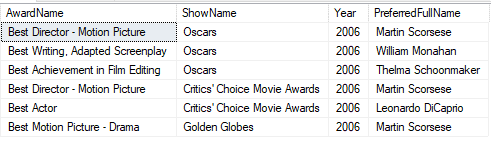 AwardName ShowName Year PreferredFullName
Best Director - Motion Picture Oscars 2006 Martin Scorsese
Best Writing, Adapted Screenplay Oscars 2006 William Monahan
Best Achievement in Film Editing Oscars 2006 Thelma Schoonmaker
Best Director - Motion Picture Critics' Choice Movie Awards 2006 Martin Scorsese
Best Actor Critics' Choice Movie Awards 2006 Leonardo DiCaprio
Best Motion Picture - Drama Golden Globes 2006 Martin Scorsese